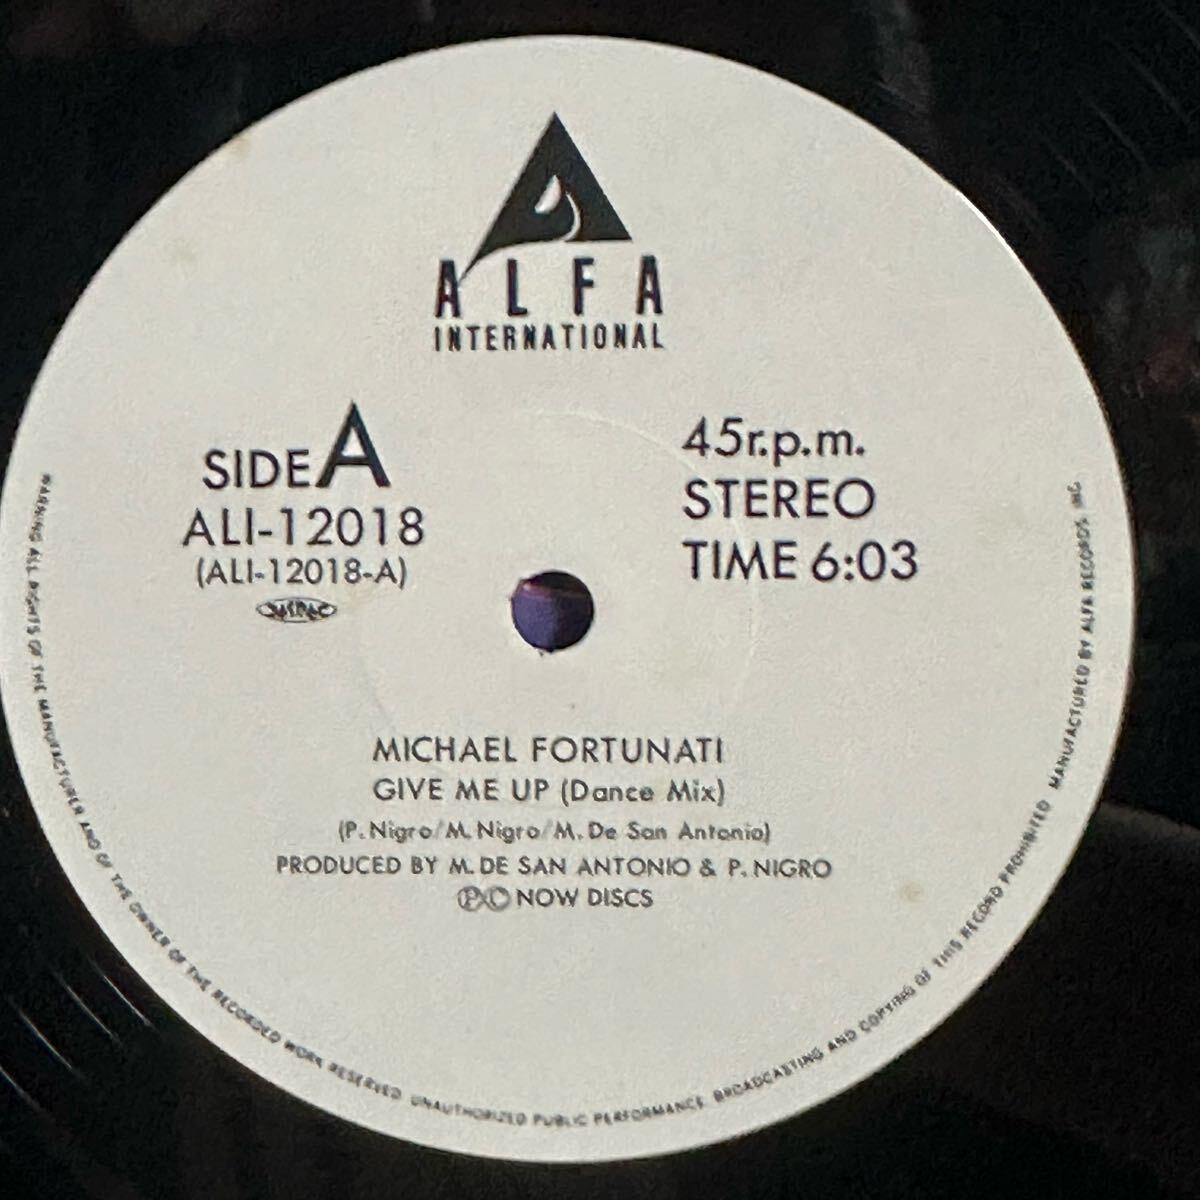 ALFA
INTERNATIONAL
SIDE A
ALI-12018
(ALI-12018-A)
JASRAC
45r.p.m.
STEREO
TIME 6:03
MICHAEL FORTUNATI
GIVE ME UP (Dance Mix)
(P. Nigro/M. Nigro/M. De San Antonio)
PRODUCED BY M. DE SAN ANTONIO & P. NIGRO
ⓅⒸ NOW DISCS
WARNING ALL RIGHTS OF THE MANUFACTURER AND OF THE OWNER OF THE RECORDED WORK RESERVED. UNAUTHORIZED PUBLIC PERFORMANCE BROADCASTING AND COPYING OF THIS RECORD PROHIBITED MANUFACTURED BY ALFA RECORDS INC.